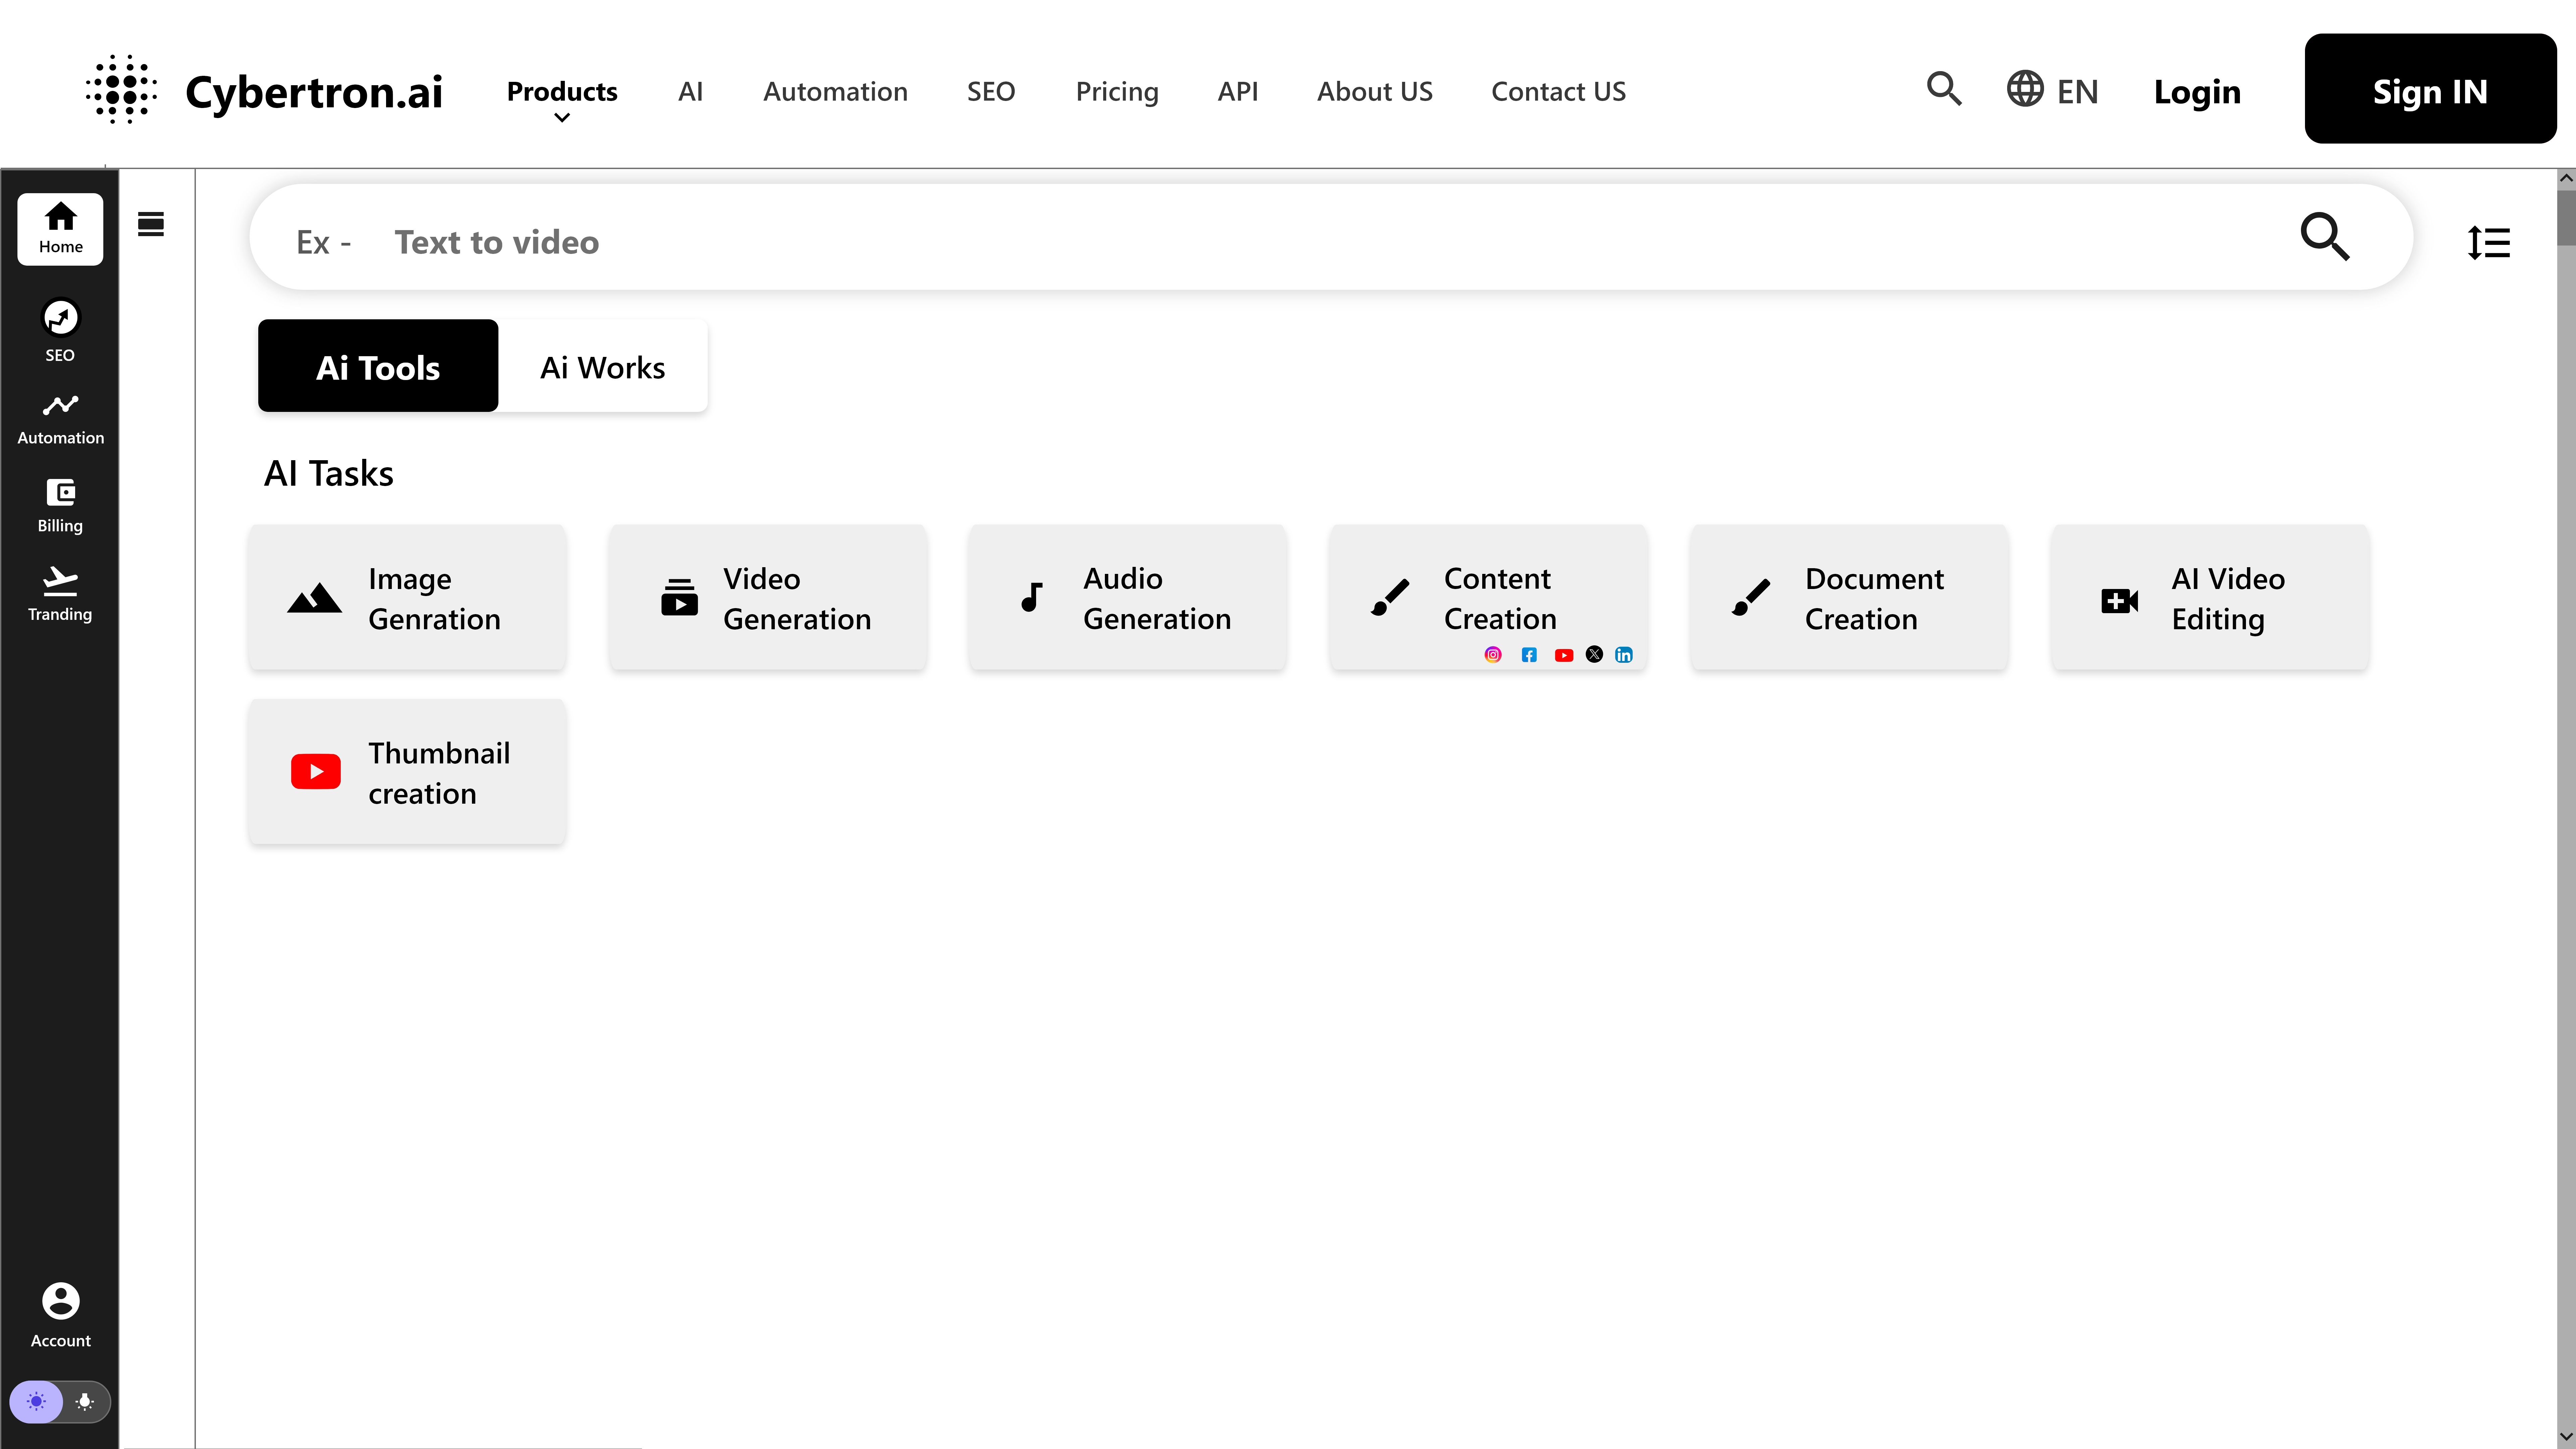 Cybertron.ai
Products
AI
Automation
SEO
Pricing
API
About US
Contact US
EN
Login
Sign IN
Home
SEO
Automation
Billing
Tranding
Account
Ex - Text to video
Ai Tools
Ai Works
AI Tasks
Image
Genration
Video
Generation
Audio
Generation
Content
Creation
Document
Creation
AI Video
Editing
Thumbnail
creation